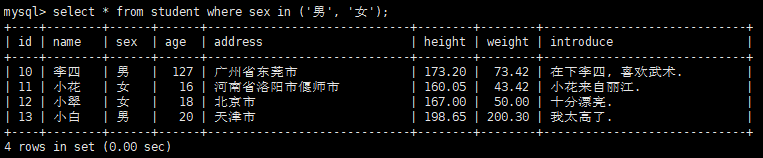 mysql> select * from student where sex in ('男', '女');
+----+------+-----+-----+--------------------------+--------+--------+--------------------------+
| id | name | sex | age | address | height | weight | introduce |
+----+------+-----+-----+--------------------------+--------+--------+--------------------------+
| 10 | 李四 | 男 | 127 | 广州省东莞市 | 173.20 | 73.42 | 在下李四, 喜欢武术. |
| 11 | 小花 | 女 | 16 | 河南省洛阳市偃师市 | 160.05 | 43.42 | 小花来自丽江. |
| 12 | 小翠 | 女 | 18 | 北京市 | 167.00 | 50.00 | 十分漂亮. |
| 13 | 小白 | 男 | 20 | 天津市 | 198.65 | 200.30 | 我太高了. |
+----+------+-----+-----+--------------------------+--------+--------+--------------------------+
4 rows in set (0.00 sec)